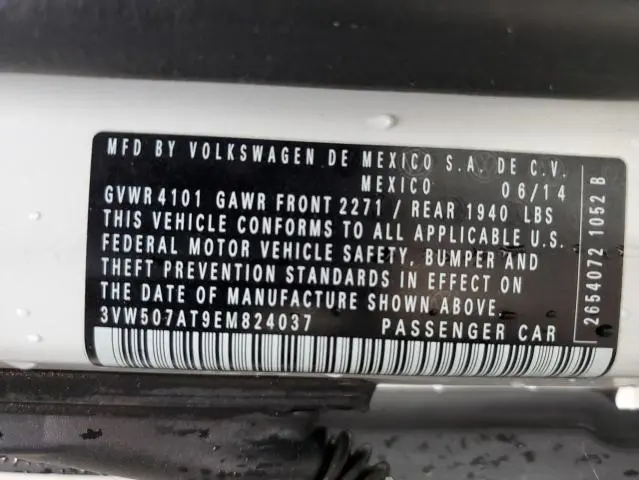 MFD BY VOLKSWAGEN DE MEXICO S.A. DE C.V.
MEXICO 06/14
GVWR 4101 GAWR FRONT 2271 / REAR 1940 LBS
THIS VEHICLE CONFORMS TO ALL APPLICABLE U.S.
FEDERAL MOTOR VEHICLE SAFETY, BUMPER AND
THEFT PREVENTION STANDARDS IN EFFECT ON
THE DATE OF MANUFACTURE SHOWN ABOVE.
3VW507AT9EM824037 PASSENGER CAR
2654072 1052 B